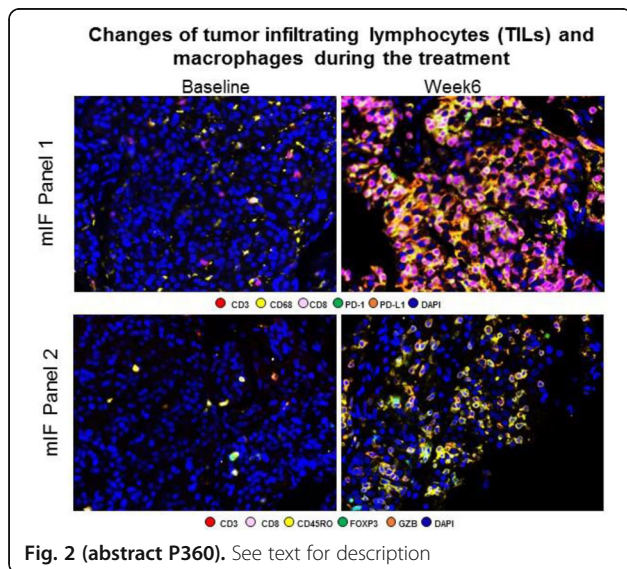 Changes of tumor infiltrating lymphocytes (TILs) and
macrophages during the treatment
Baseline Week6
mIF Panel 1
CD3 CD68 CD8 PD-1 PD-L1 DAPI
mIF Panel 2
CD3 CD8 CD45RO FOXP3 GZB DAPI
Fig. 2 (abstract P360). See text for description